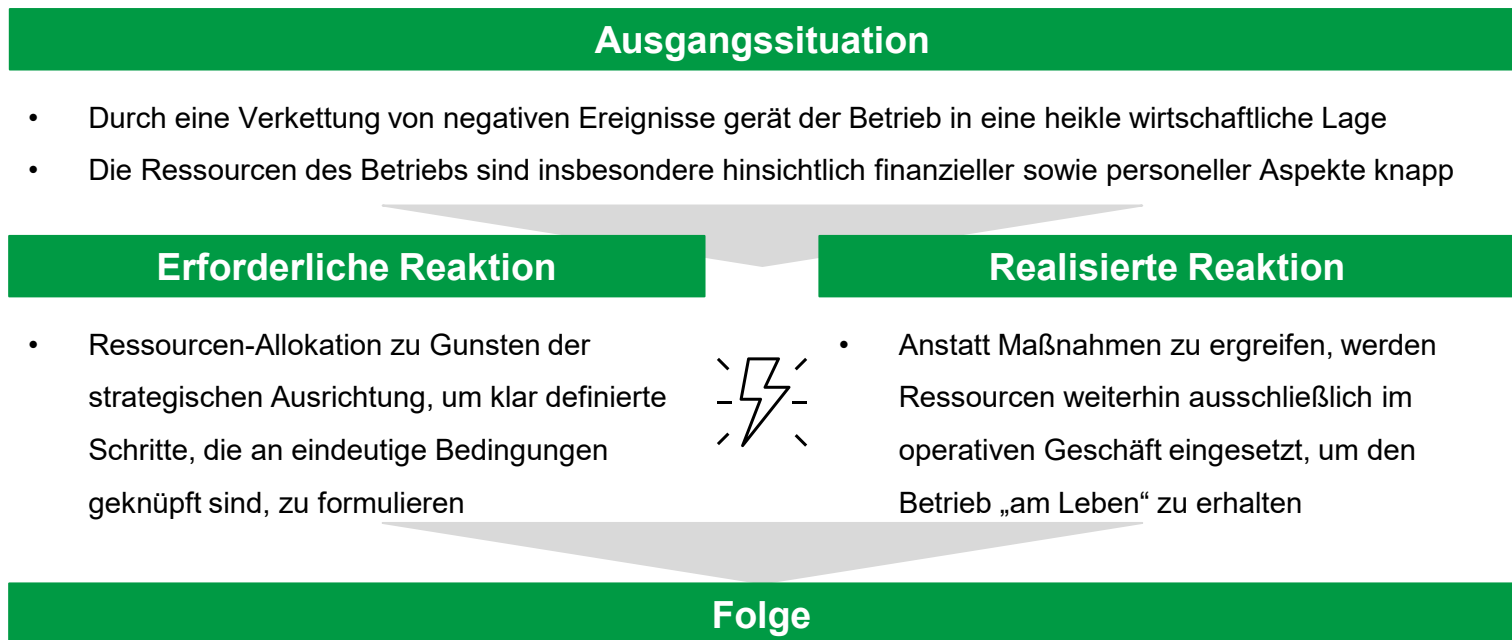 Ausgangssituation
• Durch eine Verkettung von negativen Ereignisse gerät der Betrieb in eine heikle wirtschaftliche Lage
• Die Ressourcen des Betriebs sind insbesondere hinsichtlich finanzieller sowie personeller Aspekte knapp
Erforderliche Reaktion
• Ressourcen-Allokation zu Gunsten der
strategischen Ausrichtung, um klar definierte
Schritte, die an eindeutige Bedingungen
geknüpft sind, zu formulieren
Realisierte Reaktion
• Anstatt Maßnahmen zu ergreifen, werden
Ressourcen weiterhin ausschließlich im
operativen Geschäft eingesetzt, um den
Betrieb „am Leben“ zu erhalten
Folge